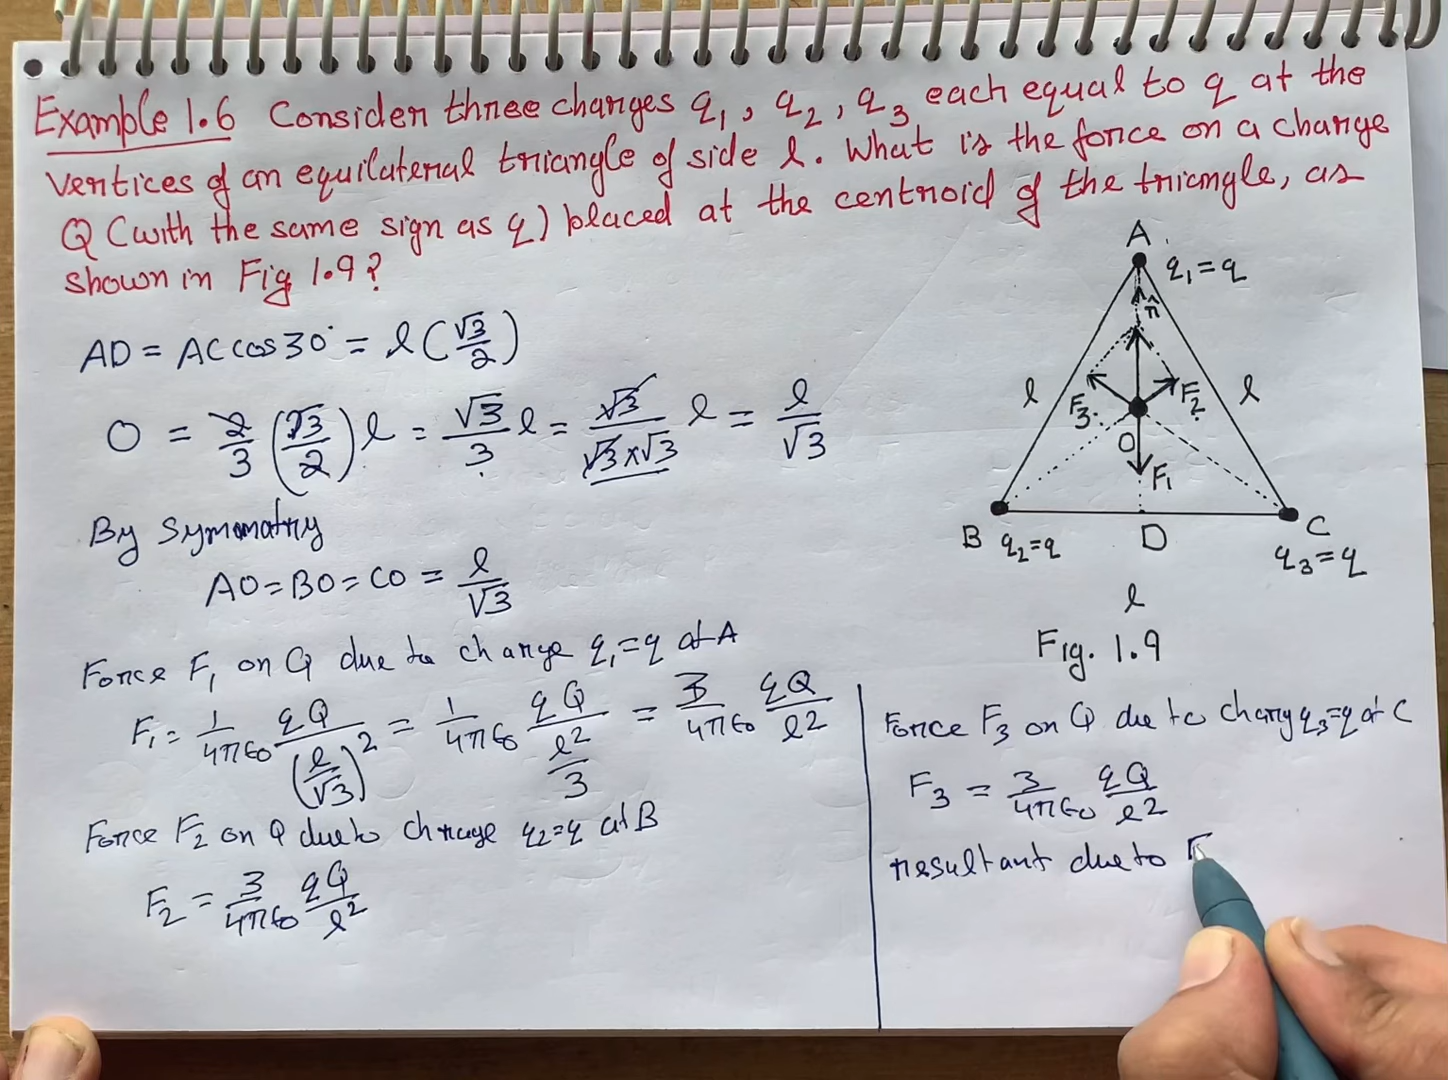 Example 1.6 Consider three charges q₁, q₂, q₃ each equal to q at the
vertices of an equilateral triangle of side l. What is the force on a charge
Q (with the same sign as q) placed at the centroid of the triangle, as
shown in Fig 1.9?
AD = AC cos 30° = l (√3/2)
O = 2/3 (√3/2) l = √3/3 l = √3/(√3×√3) l = l/√3
By Symmatry
AO = BO = CO = l/√3
Force F₁ on Q due to charge q₁=q at A
F₁ = 1/4πε₀ qQ/(l/√3)² = 1/4πε₀ qQ/(l²/3) = 3/4πε₀ qQ/l²
Force F₂ on Q due to charge q₂=q at B
F₂ = 3/4πε₀ qQ/l²
A
q₁=q
n̂
l
l
F₃
F₂
O
F₁
B q₂=q
D
C
q₃=q
l
Fig. 1.9
Force F₃ on Q due to charg q₃=q at C
F₃ = 3/4πε₀ qQ/l²
resultant due to F